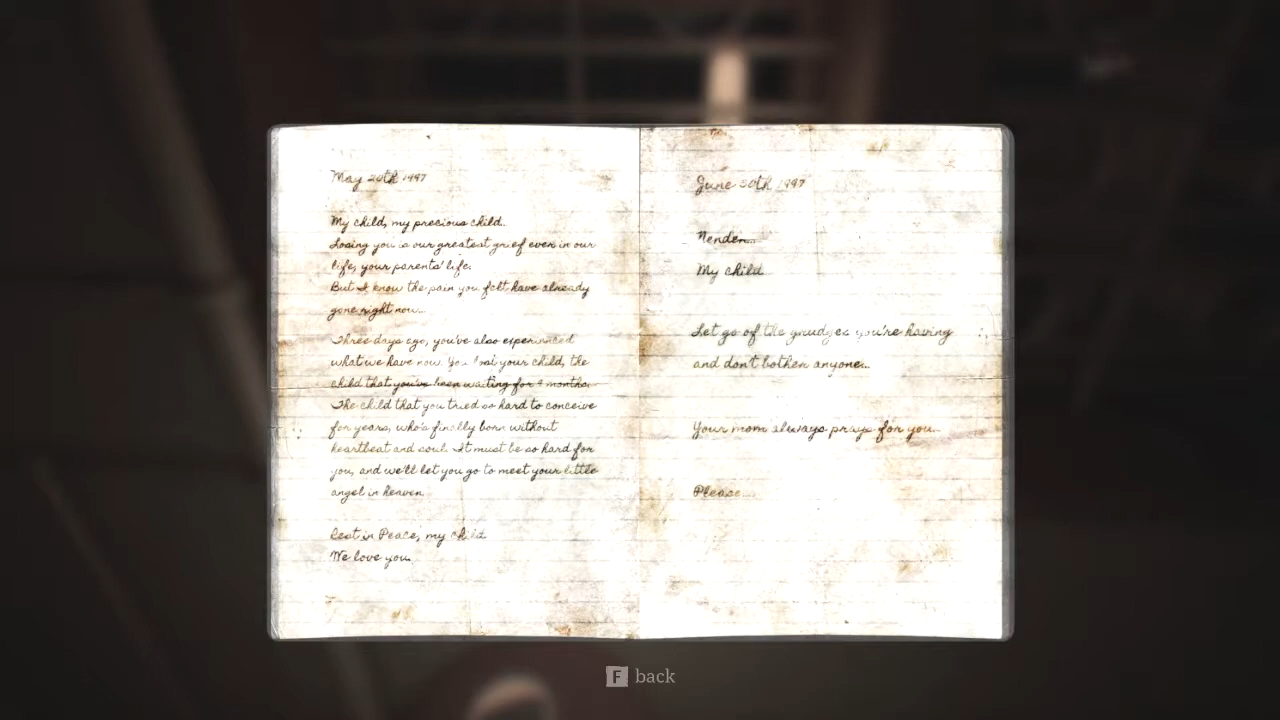 May 20th 1997
My child, my precious child..
Losing you is our greatest grief ever in our
life, your parents' life.
But I know the pain you felt have already
gone right now...
Three days ago, you've also experienced
what we have now. You lost your child, the
child that you've been waiting for 9 months.
The child that you tried so hard to conceive
for years, who's finally born without
heartbeat and soul. It must be so hard for
you, and we'll let you go to meet your little
angel in heaven.
Rest in Peace, my child
We love you..
June 30th 1997
Nenden...
My child
Let go of the grudges you're having
and don't bother anyone...
Your mom always prays for you...
Please...
F back